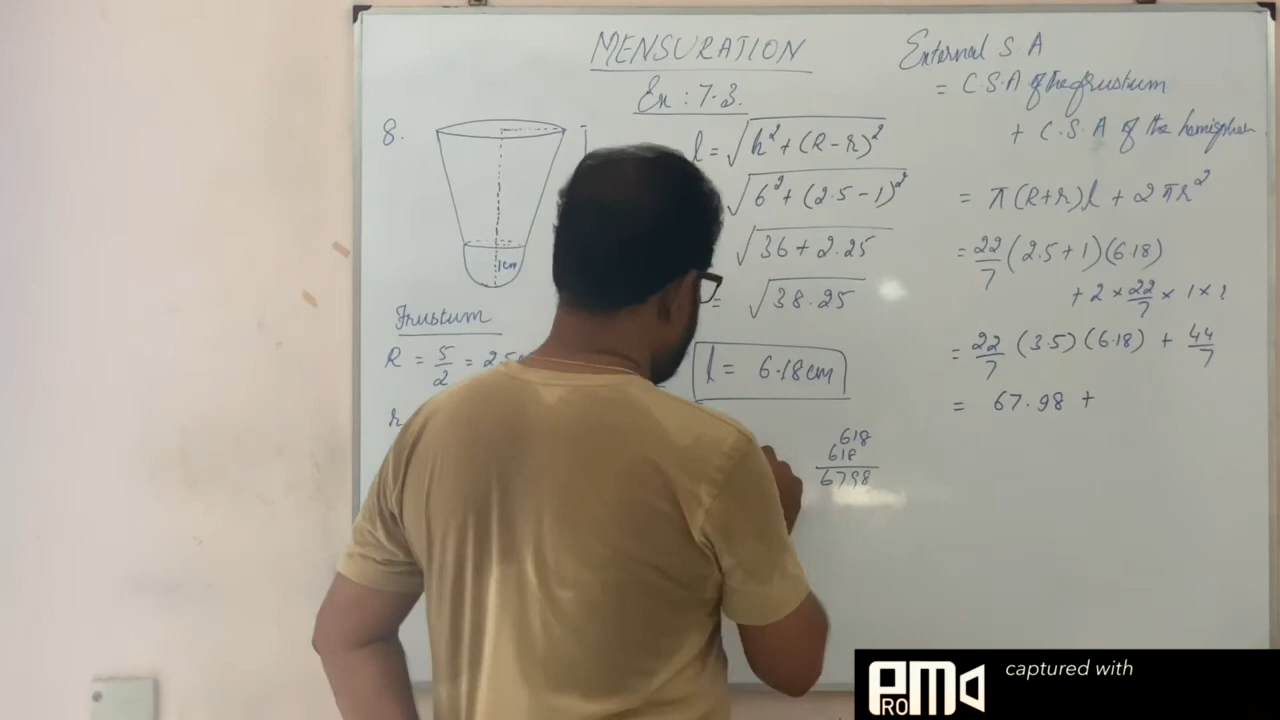 MENSURATION
Ex : 7.3.
8.
1cm
Frustum
R = 5/2 = 2.5
r
l = √h² + (R - r)²
√6² + (2.5 - 1)²
√36 + 2.25
= √38.25
l = 6.18cm
618
618
6798
External S.A
= C.S.A of the frustum
+ C.S.A of the hemisphere
= π(R+r)l + 2πr²
= 22/7 (2.5+1)(6.18)
+ 2 × 22/7 × 1 × 1
= 22/7 (3.5)(6.18) + 44/7
= 67.98 +
PROMO
captured with